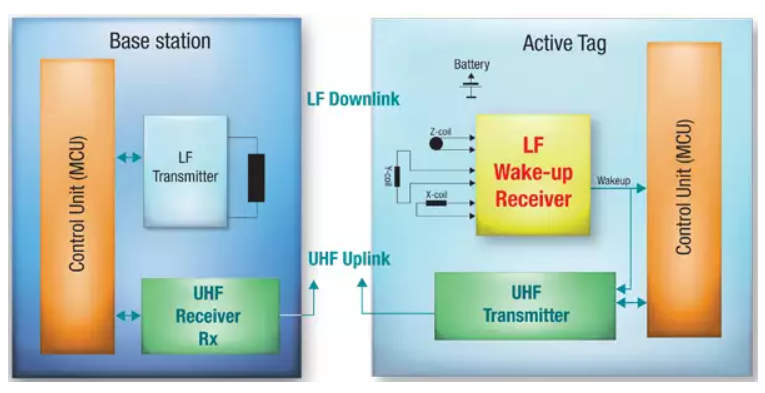 Base station
Control Unit (MCU)
LF
Transmitter
UHF
Receiver
Rx
LF Downlink
UHF Uplink
Active Tag
Battery
Z-coil
Y-coil
X-coil
LF
Wake-up
Receiver
Wakeup
UHF
Transmitter
Control Unit (MCU)